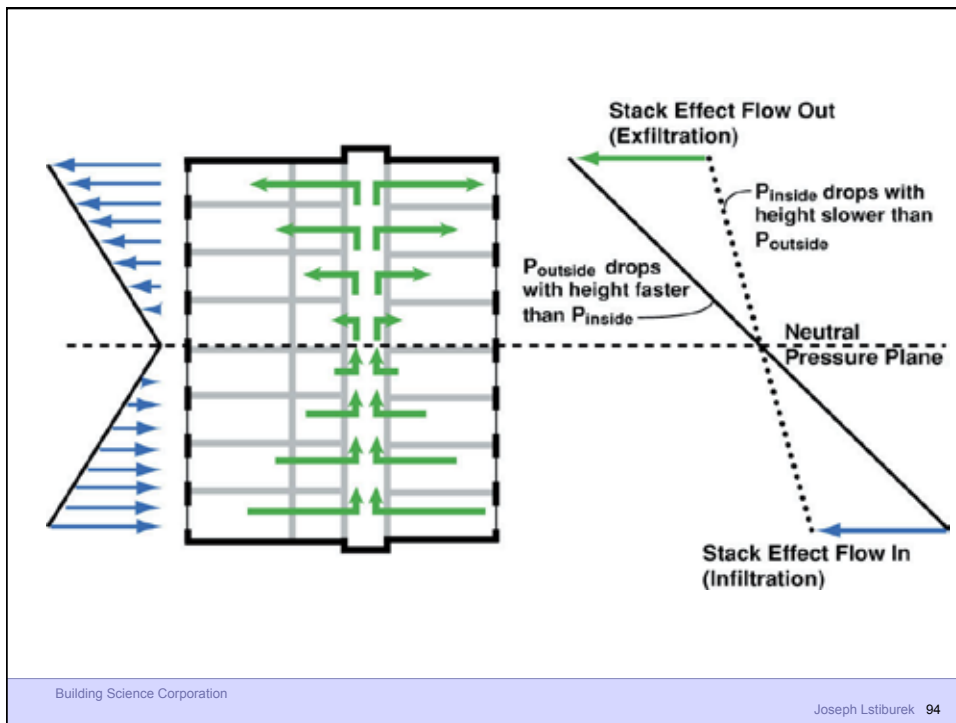 Stack Effect Flow Out
(Exfiltration)
Pinside drops with
height slower than
Poutside
Poutside drops
with height faster
than Pinside
Neutral
Pressure Plane
Stack Effect Flow In
(Infiltration)
Building Science Corporation
Joseph Lstiburek 94